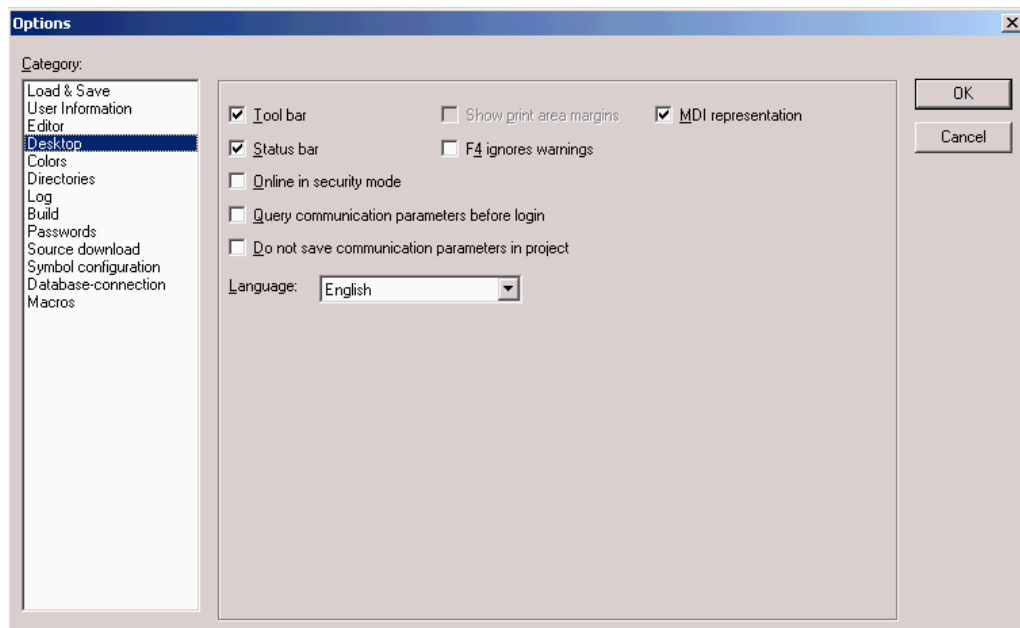 Options
Category:
Load & Save
User Information
Editor
Desktop
Colors
Directories
Log
Build
Passwords
Source download
Symbol configuration
Database-connection
Macros
Tool bar
Show print area margins
MDI representation
Status bar
F4 ignores warnings
Online in security mode
Query communication parameters before login
Do not save communication parameters in project
Language:
English
OK
Cancel